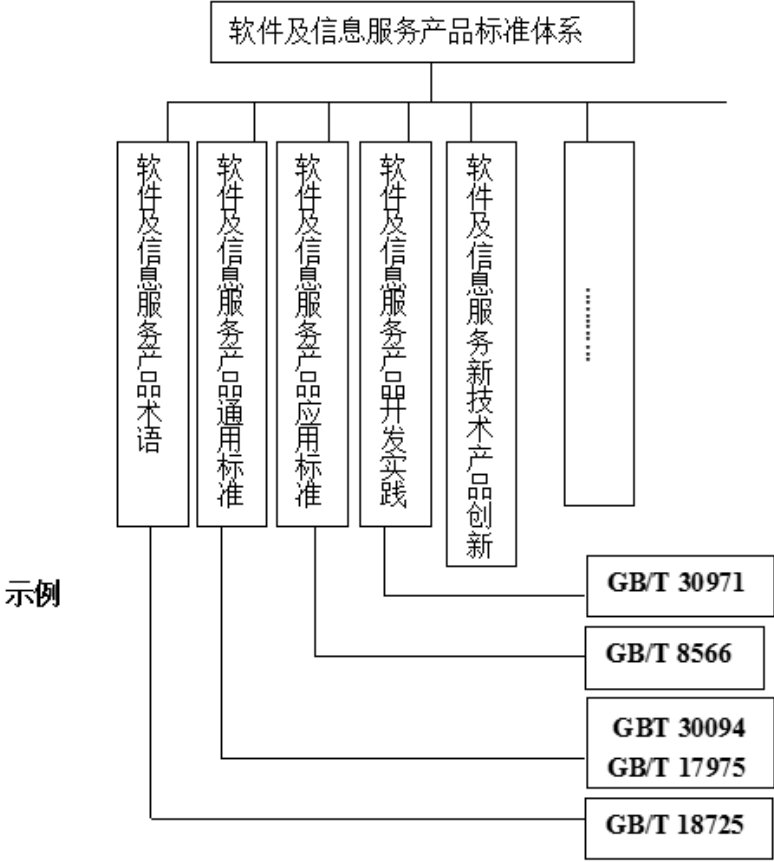 软件及信息服务产品标准体系
软件及信息服务产品术语
软件及信息服务产品通用标准
软件及信息服务产品应用标准
软件及信息服务产品开发实践
软件及信息服务新技术产品创新
…………
示例
GB/T 30971
GB/T 8566
GBT 30094
GB/T 17975
GB/T 18725